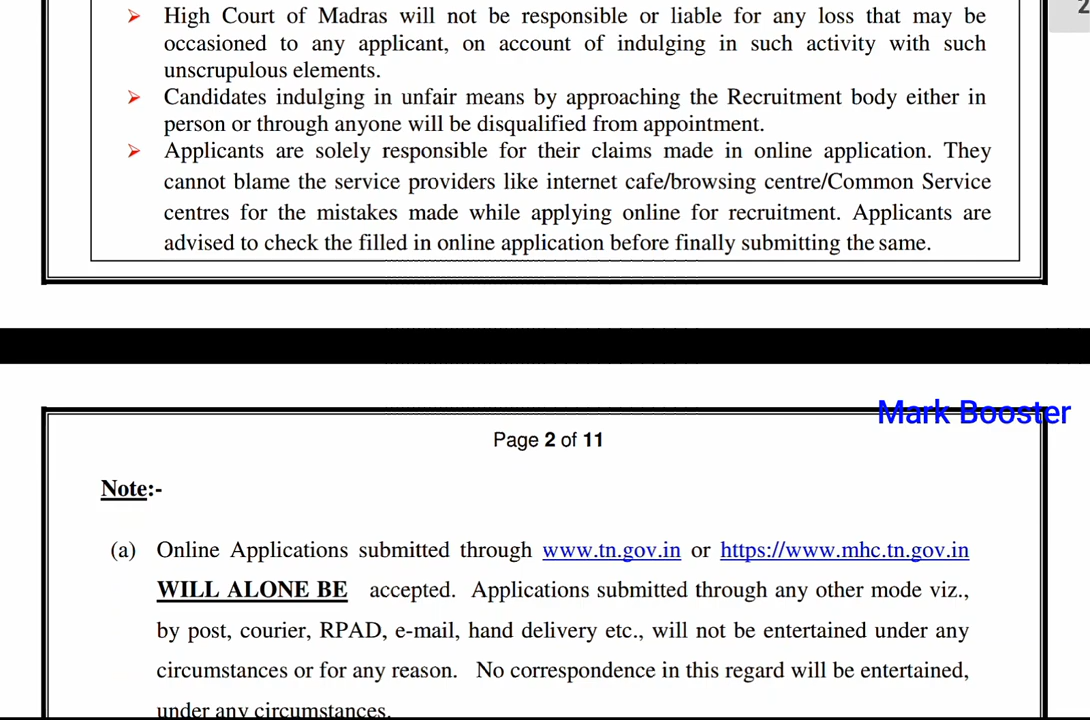 High Court of Madras will not be responsible or liable for any loss that may be
occasioned to any applicant, on account of indulging in such activity with such
unscrupulous elements.
Candidates indulging in unfair means by approaching the Recruitment body either in
person or through anyone will be disqualified from appointment.
Applicants are solely responsible for their claims made in online application. They
cannot blame the service providers like internet cafe/browsing centre/Common Service
centres for the mistakes made while applying online for recruitment. Applicants are
advised to check the filled in online application before finally submitting the same.
Mark Booster
Page 2 of 11
Note:-
(a) Online Applications submitted through www.tn.gov.in or https://www.mhc.tn.gov.in
WILL ALONE BE accepted. Applications submitted through any other mode viz.,
by post, courier, RPAD, e-mail, hand delivery etc., will not be entertained under any
circumstances or for any reason. No correspondence in this regard will be entertained,
under any circumstances.